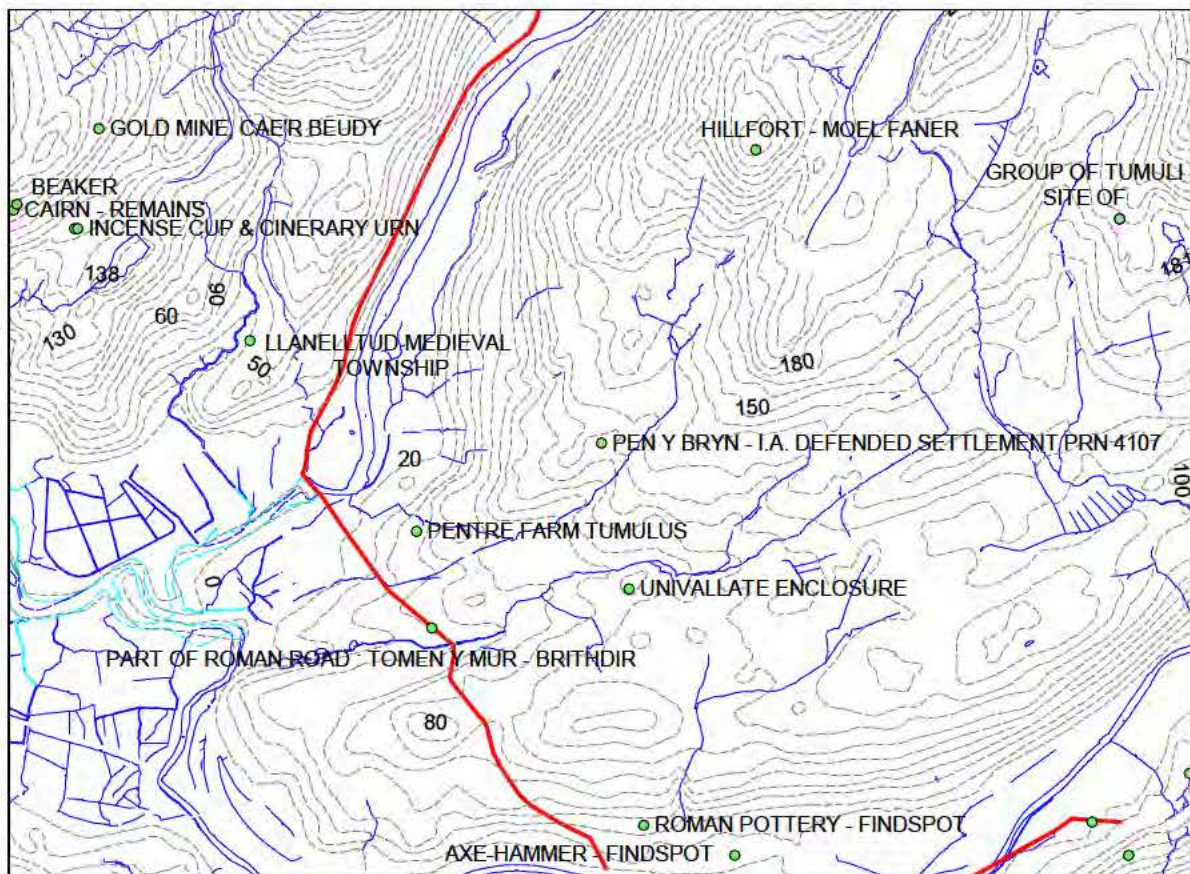 GOLD MINE, CAE'R BEUDY
HILLFORT - MOEL FANER
GROUP OF TUMULI
SITE OF
BEAKER
CAIRN - REMAINS
INCENSE CUP & CINERARY URN
138
90
181
60
130
LLANELLTUD MEDIEVAL
TOWNSHIP
50
180
150
PEN Y BRYN - I.A. DEFENDED SETTLEMENT PRN 4107
20
100
PENTRE FARM TUMULUS
0
UNIVALLATE ENCLOSURE
PART OF ROMAN ROAD TOMEN Y MUR - BRITHDIR
80
ROMAN POTTERY - FINDSPOT
AXE-HAMMER - FINDSPOT